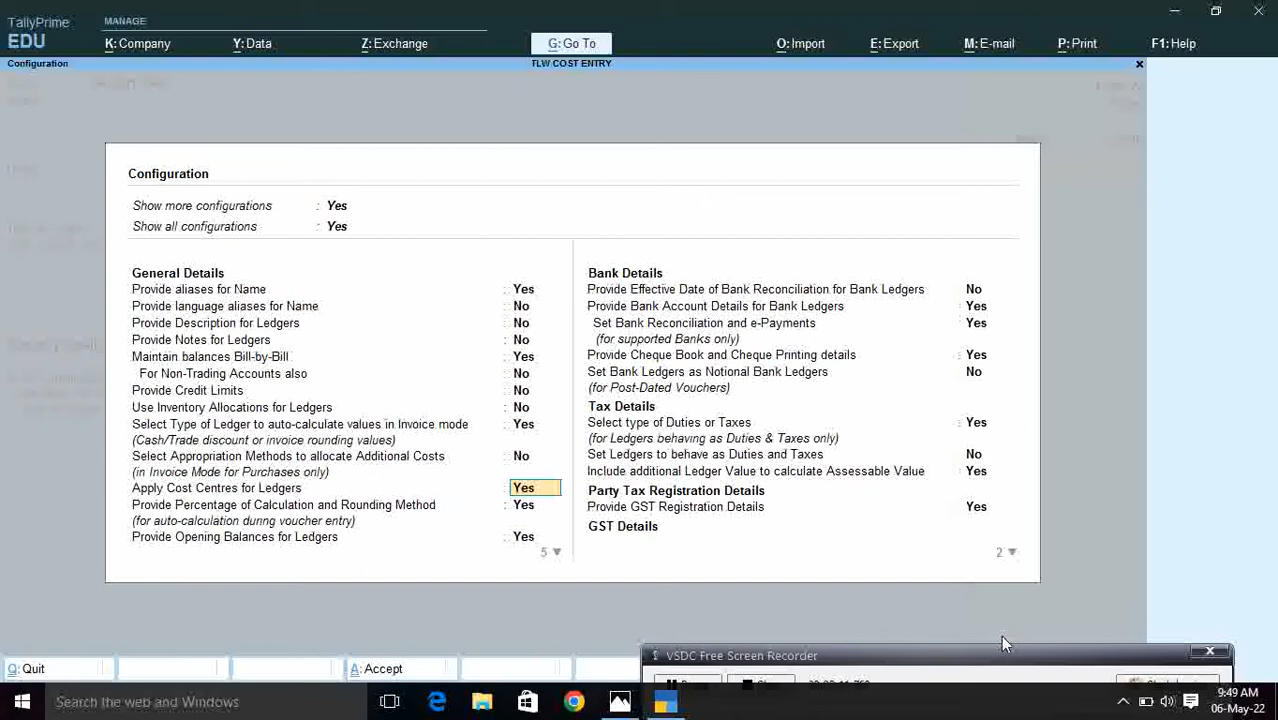 TallyPrime
MANAGE
EDU
K: Company
Y: Data
Z: Exchange
G: Go To
O: Import
E: Export
M: E-mail
P: Print
F1: Help
Configuration
TLW COST ENTRY
Configuration
Show more configurations : Yes
Show all configurations : Yes
General Details
Provide aliases for Name : Yes
Provide language aliases for Name : No
Provide Description for Ledgers : No
Provide Notes for Ledgers : No
Maintain balances Bill-by-Bill : Yes
For Non-Trading Accounts also : No
Provide Credit Limits : No
Use Inventory Allocations for Ledgers : No
Select Type of Ledger to auto-calculate values in Invoice mode : Yes
(Cash/Trade discount or invoice rounding values)
Select Appropriation Methods to allocate Additional Costs : No
(in Invoice Mode for Purchases only)
Apply Cost Centres for Ledgers : Yes
Provide Percentage of Calculation and Rounding Method : Yes
(for auto-calculation during voucher entry)
Provide Opening Balances for Ledgers : Yes
5 ▼
Bank Details
Provide Effective Date of Bank Reconciliation for Bank Ledgers : No
Provide Bank Account Details for Bank Ledgers : Yes
Set Bank Reconciliation and e-Payments : Yes
(for supported Banks only)
Provide Cheque Book and Cheque Printing details : Yes
Set Bank Ledgers as Notional Bank Ledgers : No
(for Post-Dated Vouchers)
Tax Details
Select type of Duties or Taxes : Yes
(for Ledgers behaving as Duties & Taxes only)
Set Ledgers to behave as Duties and Taxes : No
Include additional Ledger Value to calculate Assessable Value : Yes
Party Tax Registration Details
Provide GST Registration Details : Yes
GST Details
2 ▼
Q: Quit
A: Accept
VSDC Free Screen Recorder
Search the web and Windows
9:49 AM
06-May-22